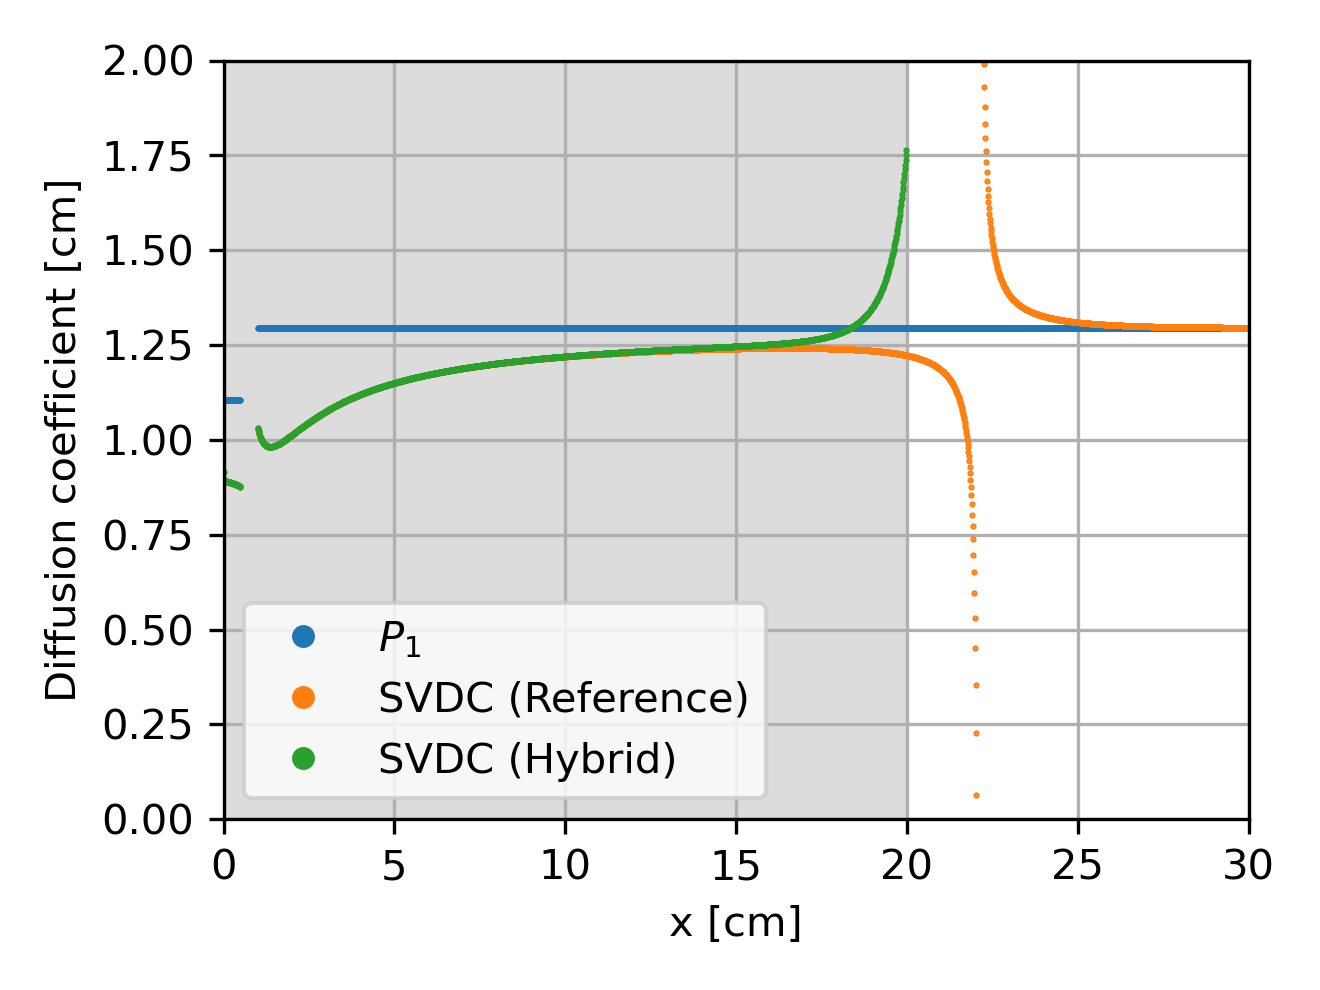 2.00
1.75
1.50
1.25
1.00
0.75
0.50
0.25
0.00
Diffusion coefficient [cm]
P₁
SVDC (Reference)
SVDC (Hybrid)
0 5 10 15 20 25 30
x [cm]